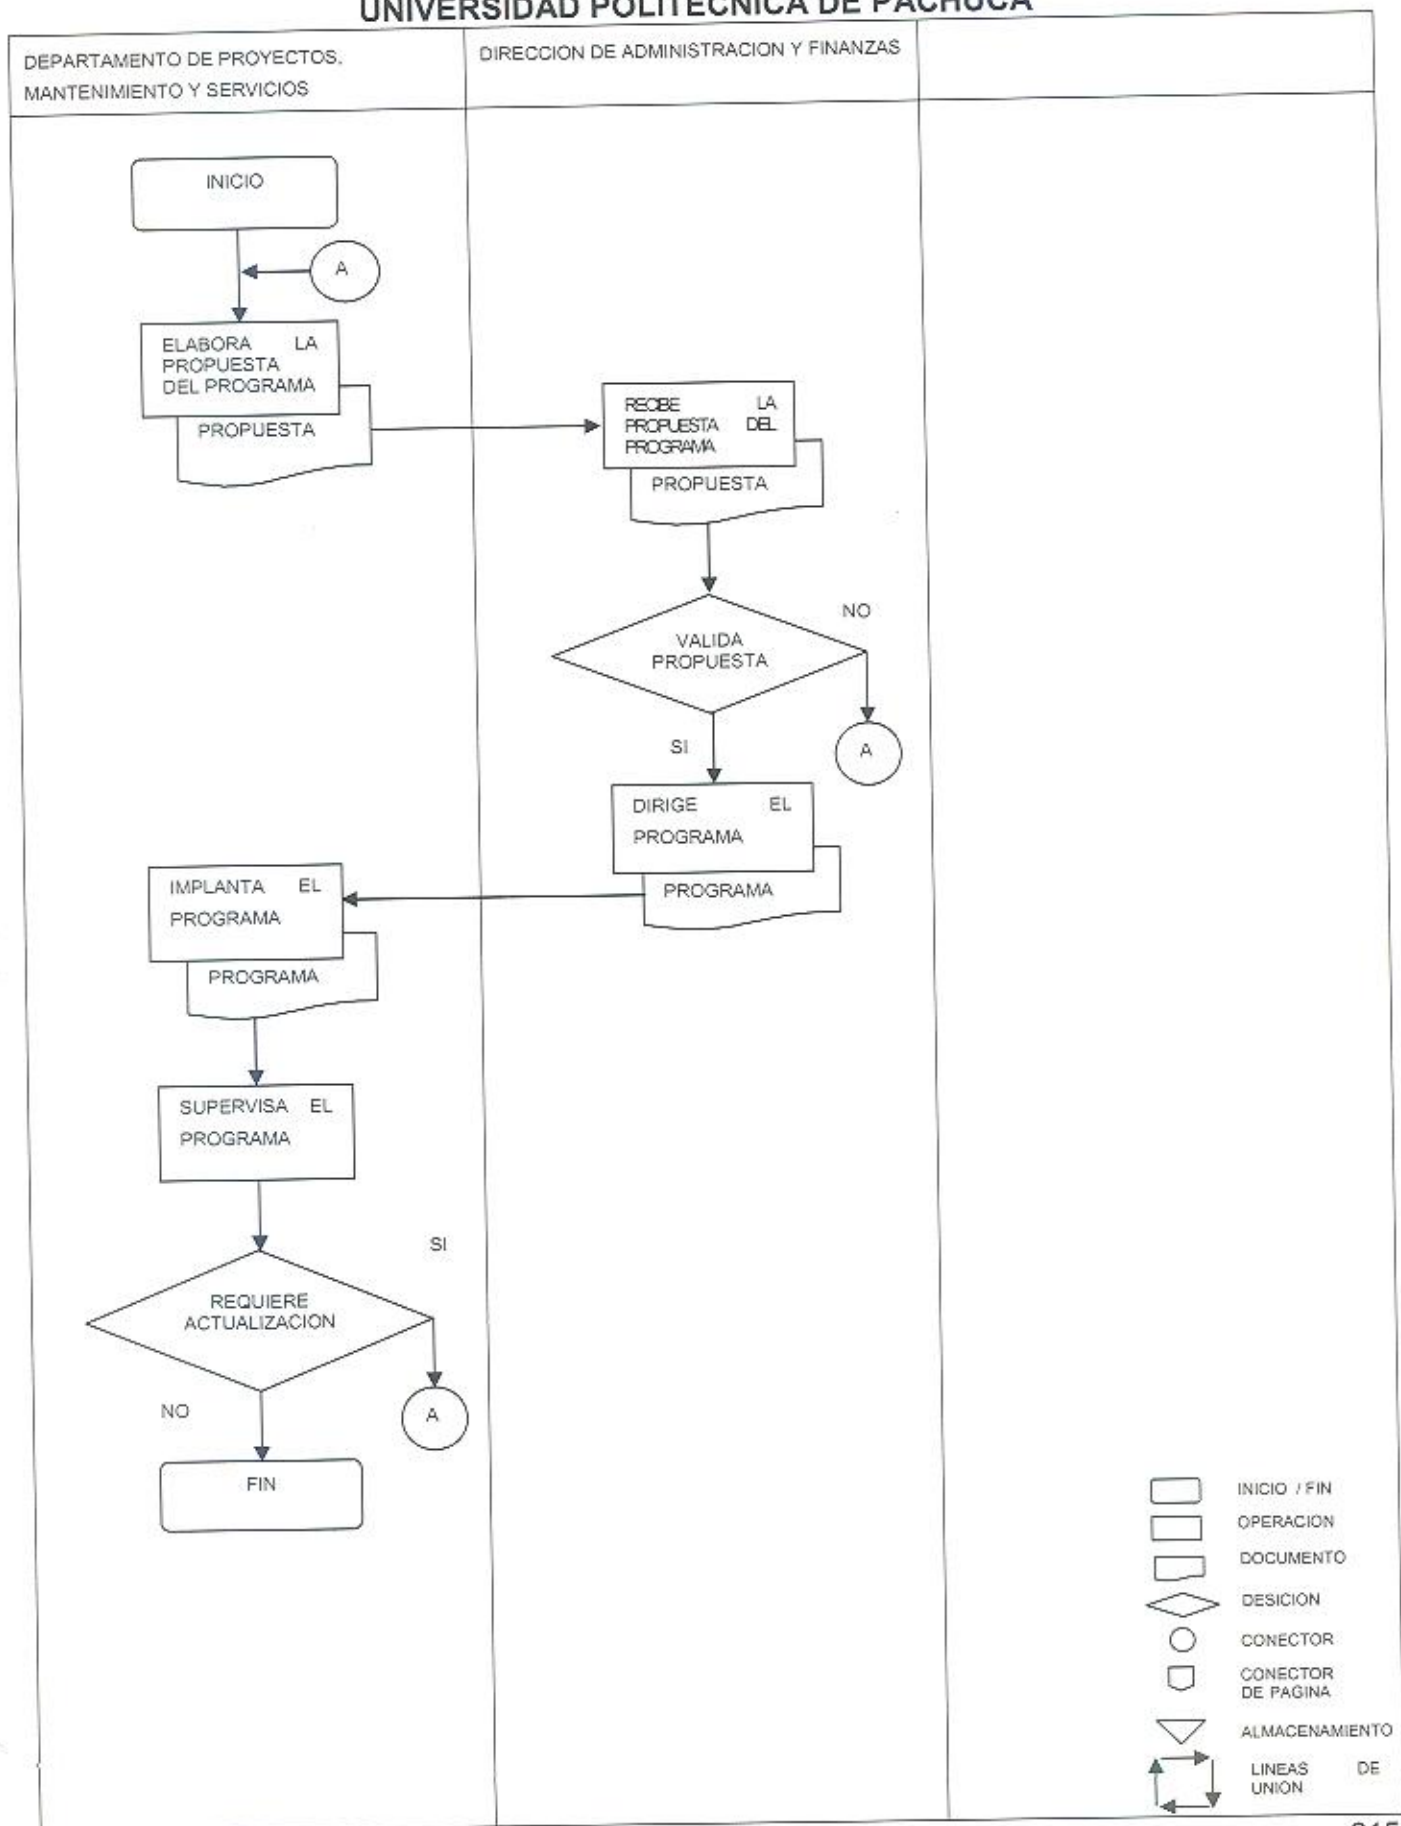 UNIVERSIDAD POLITECNICA DE PACHUCA
DEPARTAMENTO DE PROYECTOS,
MANTENIMIENTO Y SERVICIOS
DIRECCION DE ADMINISTRACION Y FINANZAS
INICIO
A
ELABORA LA
PROPUESTA
DEL PROGRAMA
PROPUESTA
RECIBE LA
PROPUESTA DEL
PROGRAMA
PROPUESTA
VALIDA
PROPUESTA
NO
SI
A
DIRIGE EL
PROGRAMA
PROGRAMA
IMPLANTA EL
PROGRAMA
PROGRAMA
SUPERVISA EL
PROGRAMA
SI
REQUIERE
ACTUALIZACION
NO
A
FIN
INICIO / FIN
OPERACION
DOCUMENTO
DESICION
CONECTOR
CONECTOR
DE PAGINA
ALMACENAMIENTO
LINEAS DE
UNION